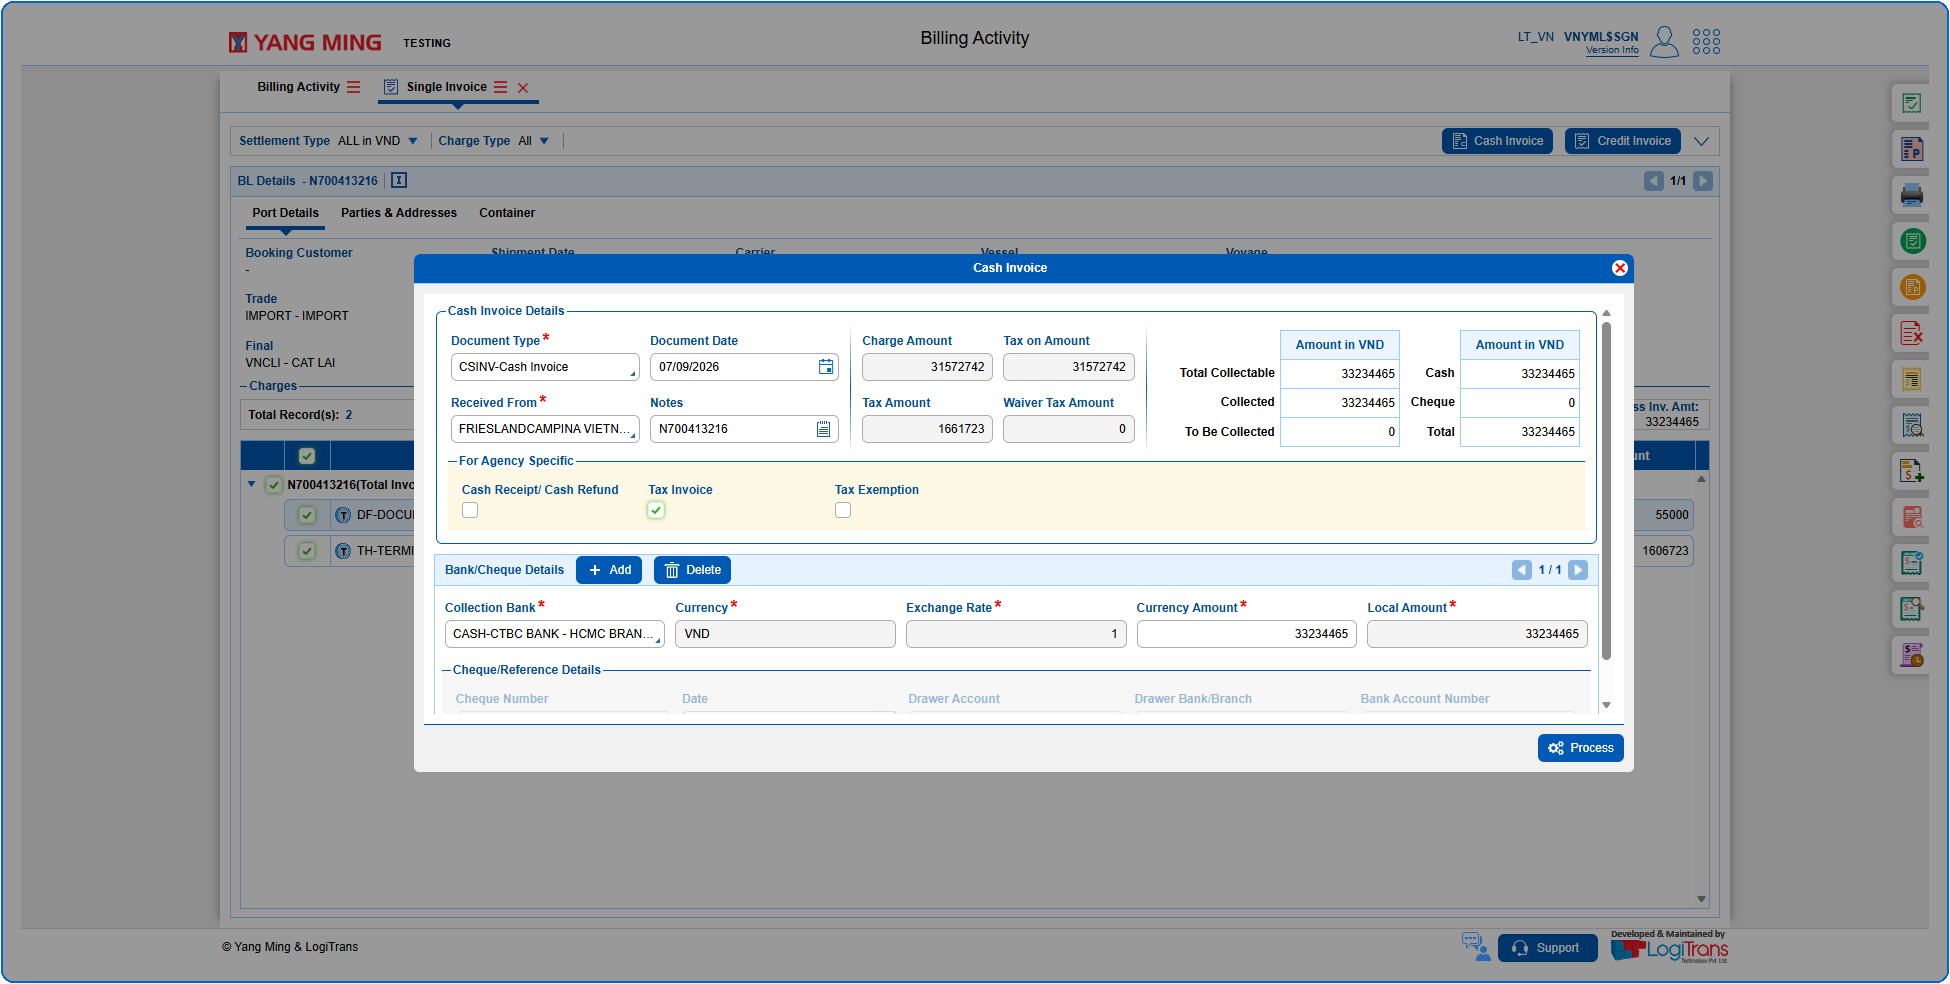 YANG MING TESTING
Billing Activity
LT_VN VNYML$SGN
Version Info
Billing Activity
Single Invoice
Settlement Type ALL in VND
Charge Type All
Cash Invoice
Credit Invoice
BL Details - N700413216
1/1
Port Details Parties & Addresses Container
Booking Customer Shipment Date Carrier Vessel Voyage
-
Trade
IMPORT - IMPORT
Final
VNCLI - CAT LAI
Charges
Total Record(s): 2
ss Inv. Amt:
33234465
unt
N700413216(Total Invo
DF-DOCU
55000
TH-TERMI
1606723
Cash Invoice
Cash Invoice Details
Document Type*
CSINV-Cash Invoice
Document Date
07/09/2026
Charge Amount
31572742
Tax on Amount
31572742
Received From*
FRIESLANDCAMPINA VIETN...
Notes
N700413216
Tax Amount
1661723
Waiver Tax Amount
0
Amount in VND
Total Collectable 33234465
Collected 33234465
To Be Collected 0
Amount in VND
Cash 33234465
Cheque 0
Total 33234465
For Agency Specific
Cash Receipt/ Cash Refund
Tax Invoice
Tax Exemption
Bank/Cheque Details
+ Add
Delete
1 / 1
Collection Bank*
CASH-CTBC BANK - HCMC BRAN...
Currency*
VND
Exchange Rate*
1
Currency Amount*
33234465
Local Amount*
33234465
Cheque/Reference Details
Cheque Number Date Drawer Account Drawer Bank/Branch Bank Account Number
Process
© Yang Ming & LogiTrans
Support
Developed & Maintained by
LogiTrans
Technology Pvt. Ltd.